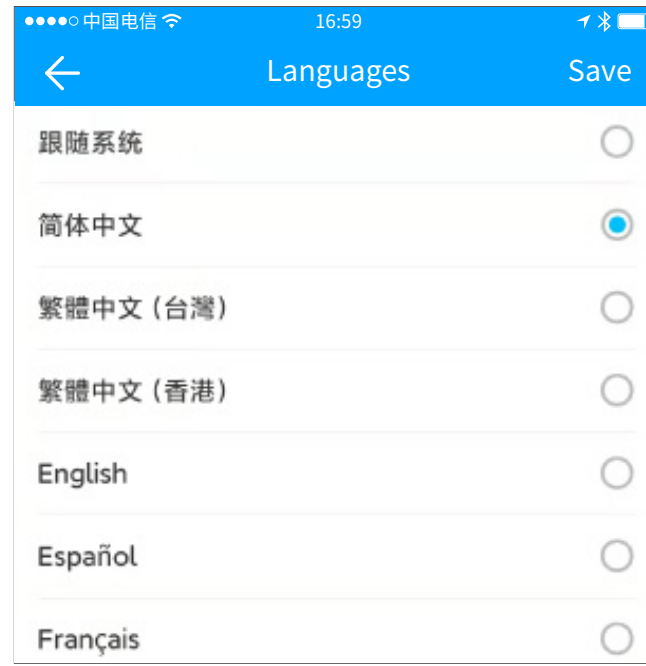 中国电信 16:59
Languages Save
跟随系统
简体中文
繁體中文(台灣)
繁體中文(香港)
English
Español
Français